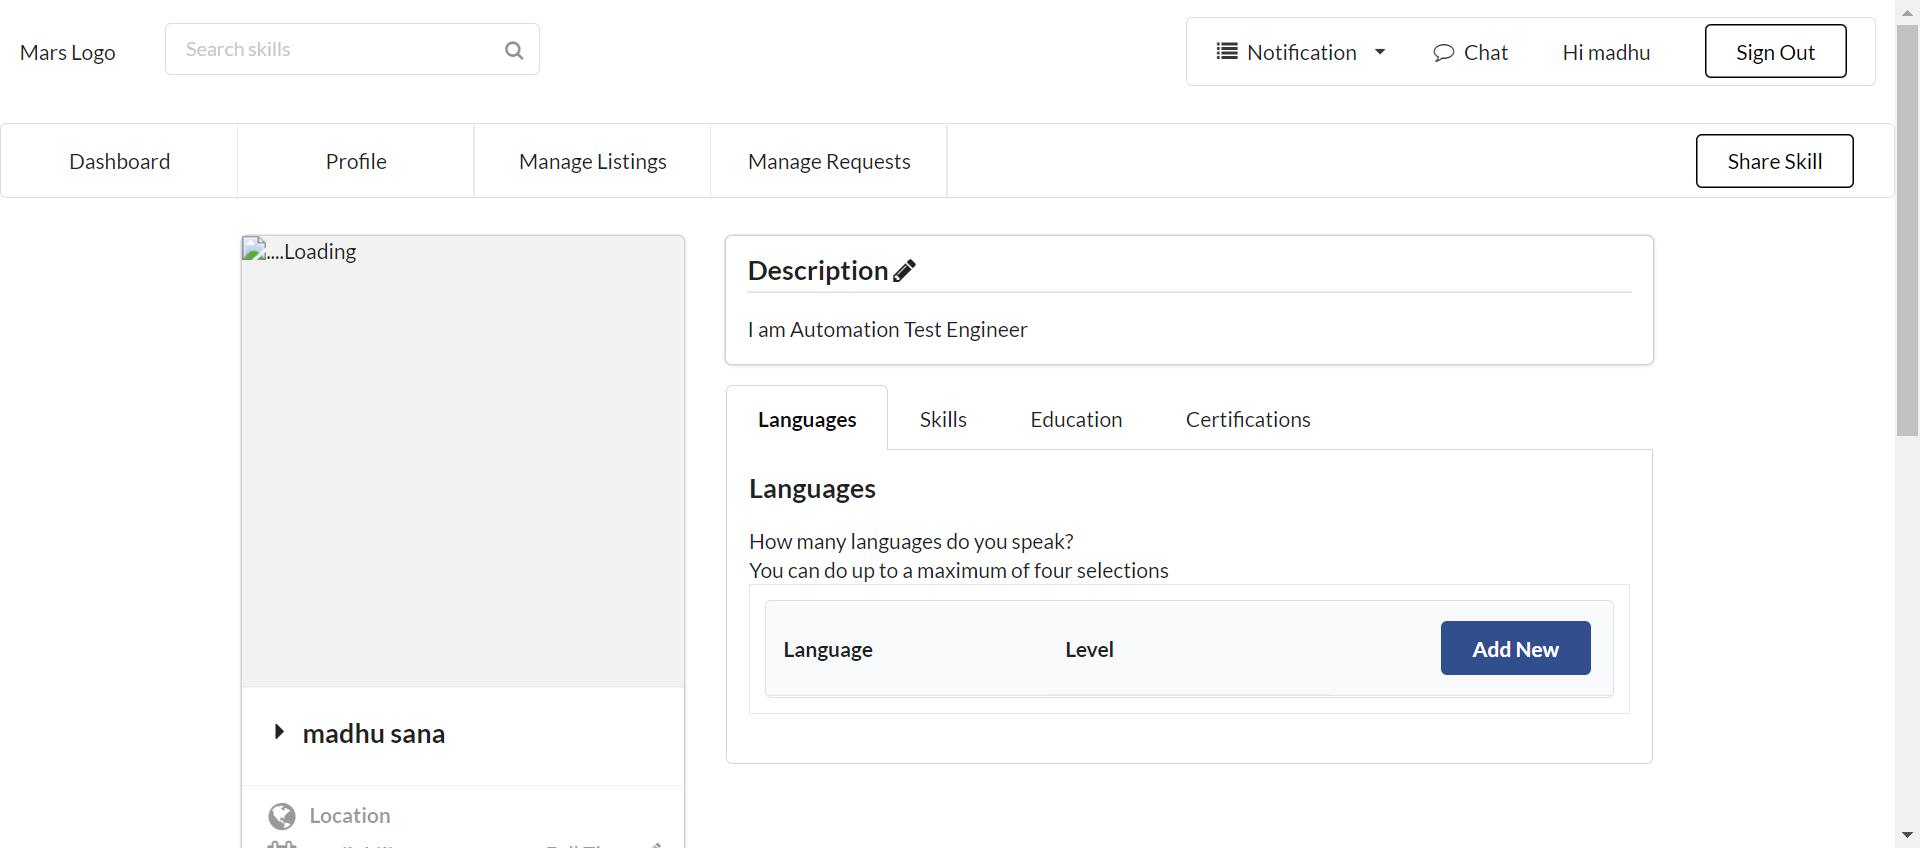 Mars Logo
Search skills
Notification
Chat
Hi madhu
Sign Out
Dashboard
Profile
Manage Listings
Manage Requests
Share Skill
....Loading
Description
I am Automation Test Engineer
Languages
Skills
Education
Certifications
Languages
How many languages do you speak?
You can do up to a maximum of four selections
Language
Level
Add New
madhu sana
Location